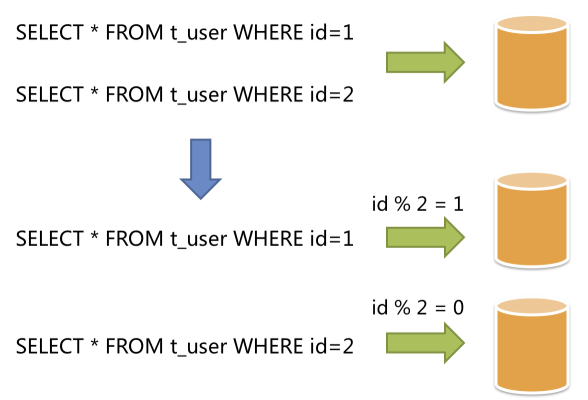 SELECT * FROM t_user WHERE id=1
SELECT * FROM t_user WHERE id=2
id % 2 = 1
SELECT * FROM t_user WHERE id=1
id % 2 = 0
SELECT * FROM t_user WHERE id=2